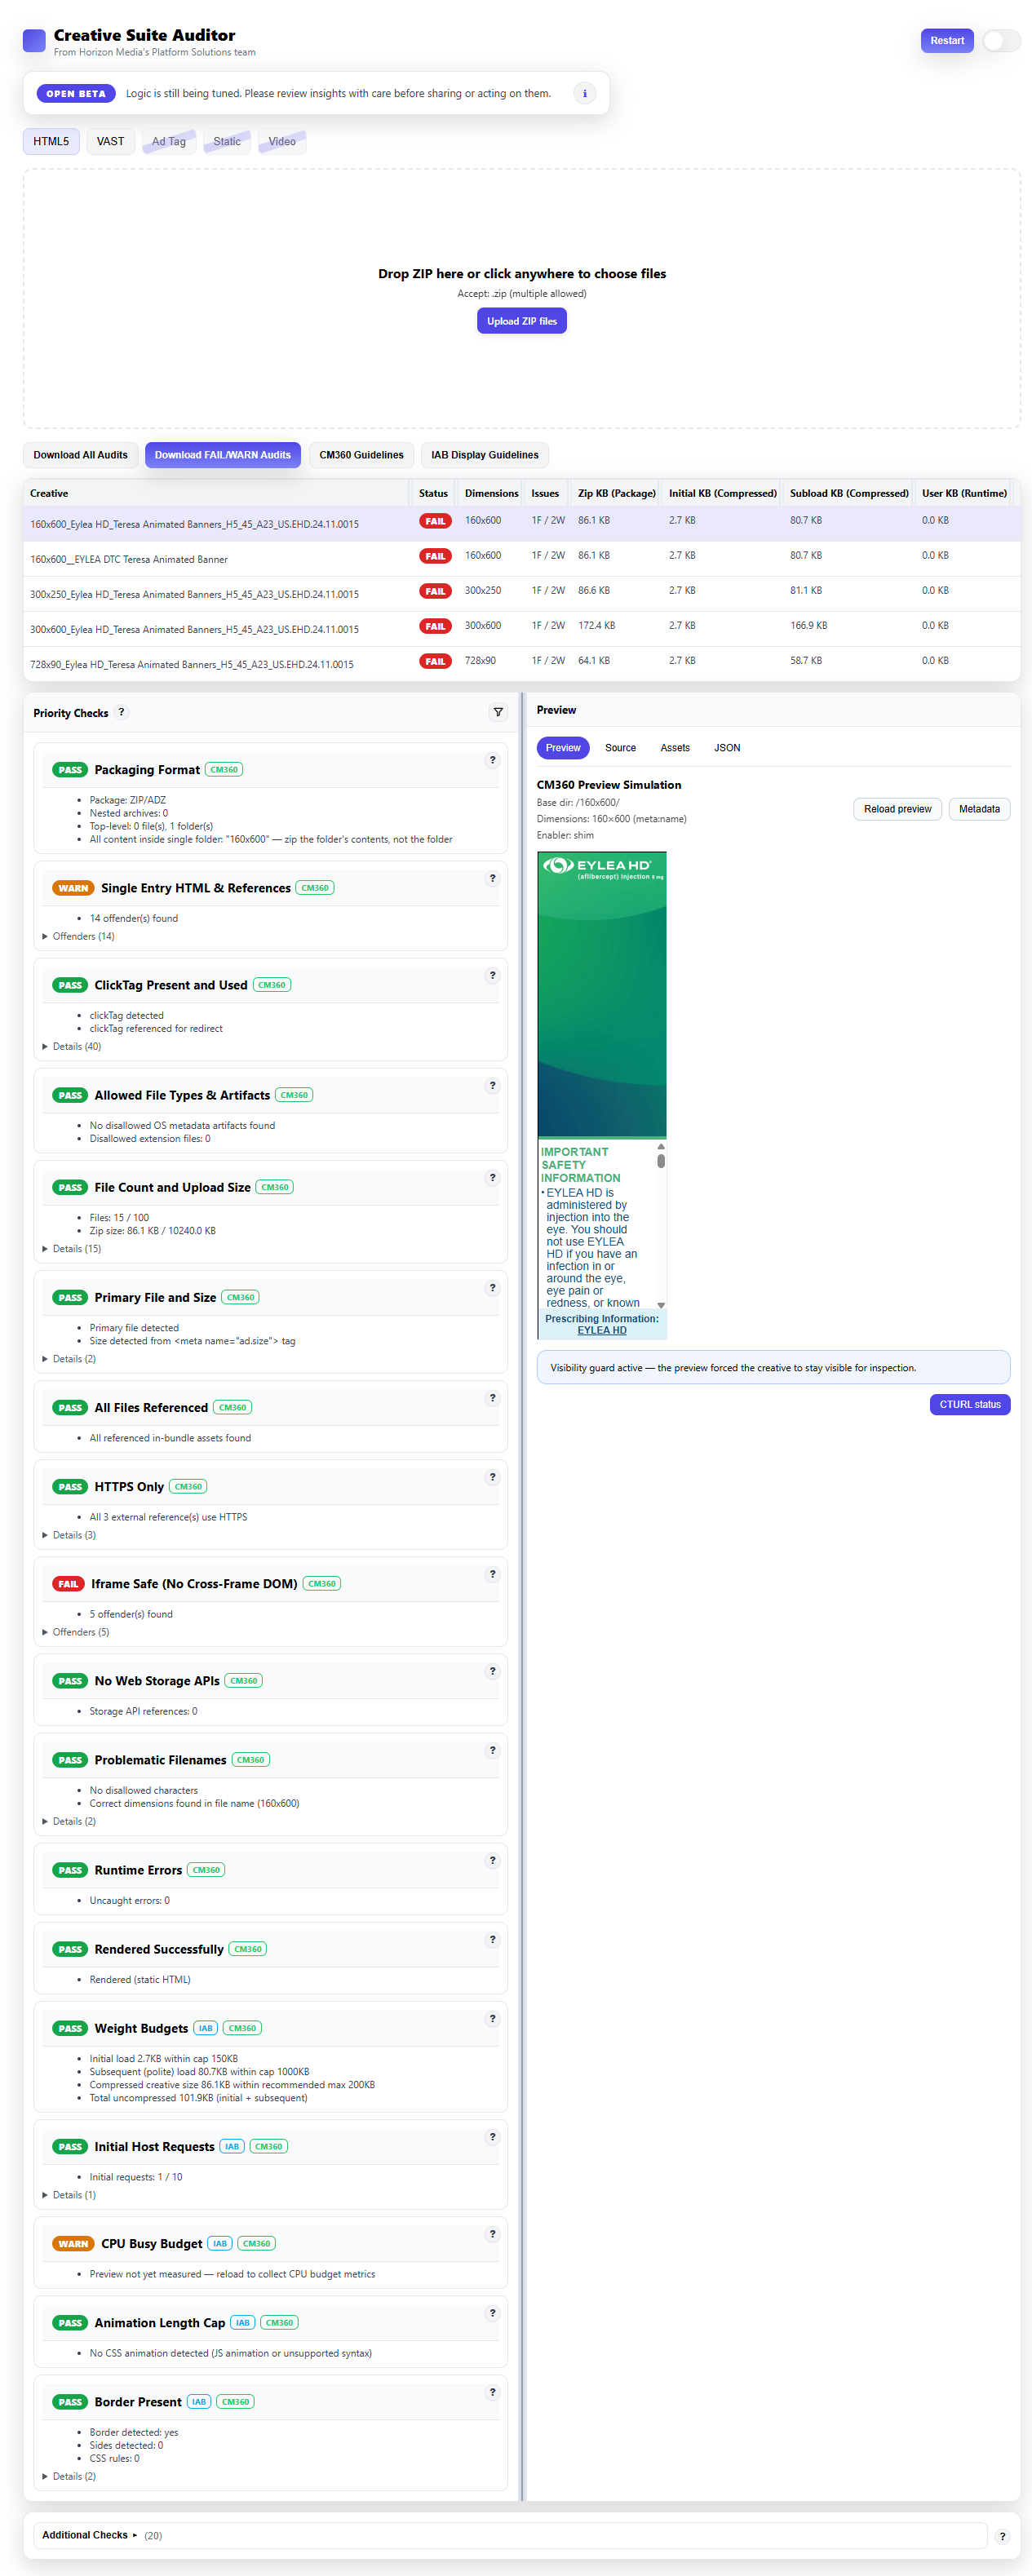 Creative Suite Auditor
From Horizon Media's Platform Solutions team
Restart
OPEN BETA
Logic is still being tuned. Please review insights with care before sharing or acting on them.
i
HTML5
VAST
Ad Tag
Static
Video
Drop ZIP here or click anywhere to choose files
Accept: .zip (multiple allowed)
Upload ZIP files
Download All Audits
Download FAIL/WARN Audits
CM360 Guidelines
IAB Display Guidelines
Creative Status Dimensions Issues Zip KB (Package) Initial KB (Compressed) Subload KB (Compressed) User KB (Runtime)
160x600_Eylea HD_Teresa Animated Banners_H5_45_A23_US.EHD.24.11.0015 FAIL 160x600 1F / 2W 86.1 KB 2.7 KB 80.7 KB 0.0 KB
160x600__EYLEA DTC Teresa Animated Banner FAIL 160x600 1F / 2W 86.1 KB 2.7 KB 80.7 KB 0.0 KB
300x250_Eylea HD_Teresa Animated Banners_H5_45_A23_US.EHD.24.11.0015 FAIL 300x250 1F / 2W 86.6 KB 2.7 KB 81.1 KB 0.0 KB
300x600_Eylea HD_Teresa Animated Banners_H5_45_A23_US.EHD.24.11.0015 FAIL 300x600 1F / 2W 172.4 KB 2.7 KB 166.9 KB 0.0 KB
728x90_Eylea HD_Teresa Animated Banners_H5_45_A23_US.EHD.24.11.0015 FAIL 728x90 1F / 2W 64.1 KB 2.7 KB 58.7 KB 0.0 KB
Priority Checks ?
PASS Packaging Format CM360 ?
• Package: ZIP/ADZ
• Nested archives: 0
• Top-level: 0 file(s), 1 folder(s)
• All content inside single folder: "160x600" — zip the folder's contents, not the folder
WARN Single Entry HTML & References CM360 ?
• 14 offender(s) found
▶ Offenders (14)
PASS ClickTag Present and Used CM360 ?
• clickTag detected
• clickTag referenced for redirect
▶ Details (40)
PASS Allowed File Types & Artifacts CM360 ?
• No disallowed OS metadata artifacts found
• Disallowed extension files: 0
PASS File Count and Upload Size CM360 ?
• Files: 15 / 100
• Zip size: 86.1 KB / 10240.0 KB
▶ Details (15)
PASS Primary File and Size CM360 ?
• Primary file detected
• Size detected from <meta name="ad.size"> tag
▶ Details (2)
PASS All Files Referenced CM360 ?
• All referenced in-bundle assets found
PASS HTTPS Only CM360 ?
• All 3 external reference(s) use HTTPS
▶ Details (3)
FAIL Iframe Safe (No Cross-Frame DOM) CM360 ?
• 5 offender(s) found
▶ Offenders (5)
PASS No Web Storage APIs CM360 ?
• Storage API references: 0
PASS Problematic Filenames CM360 ?
• No disallowed characters
• Correct dimensions found in file name (160x600)
▶ Details (2)
PASS Runtime Errors CM360 ?
• Uncaught errors: 0
PASS Rendered Successfully CM360 ?
• Rendered (static HTML)
PASS Weight Budgets IAB CM360 ?
• Initial load 2.7KB within cap 150KB
• Subsequent (polite) load 80.7KB within cap 1000KB
• Compressed creative size 86.1KB within recommended max 200KB
• Total uncompressed 101.9KB (initial + subsequent)
PASS Initial Host Requests IAB CM360 ?
• Initial requests: 1 / 10
▶ Details (1)
WARN CPU Busy Budget IAB CM360 ?
• Preview not yet measured — reload to collect CPU budget metrics
PASS Animation Length Cap IAB CM360 ?
• No CSS animation detected (JS animation or unsupported syntax)
PASS Border Present IAB CM360 ?
• Border detected: yes
• Sides detected: 0
• CSS rules: 0
▶ Details (2)
Preview
Preview Source Assets JSON
CM360 Preview Simulation
Base dir: /160x600/
Dimensions: 160×600 (meta:name)
Enabler: shim
Reload preview
Metadata
EYLEA HD®
(aflibercept) Injection 8 mg
IMPORTANT
SAFETY
INFORMATION
• EYLEA HD is
administered by
injection into the
eye. You should
not use EYLEA
HD if you have an
infection in or
around the eye,
eye pain or
redness, or known
Prescribing Information:
EYLEA HD
Visibility guard active — the preview forced the creative to stay visible for inspection.
CTURL status
Additional Checks ▸ (20) ?